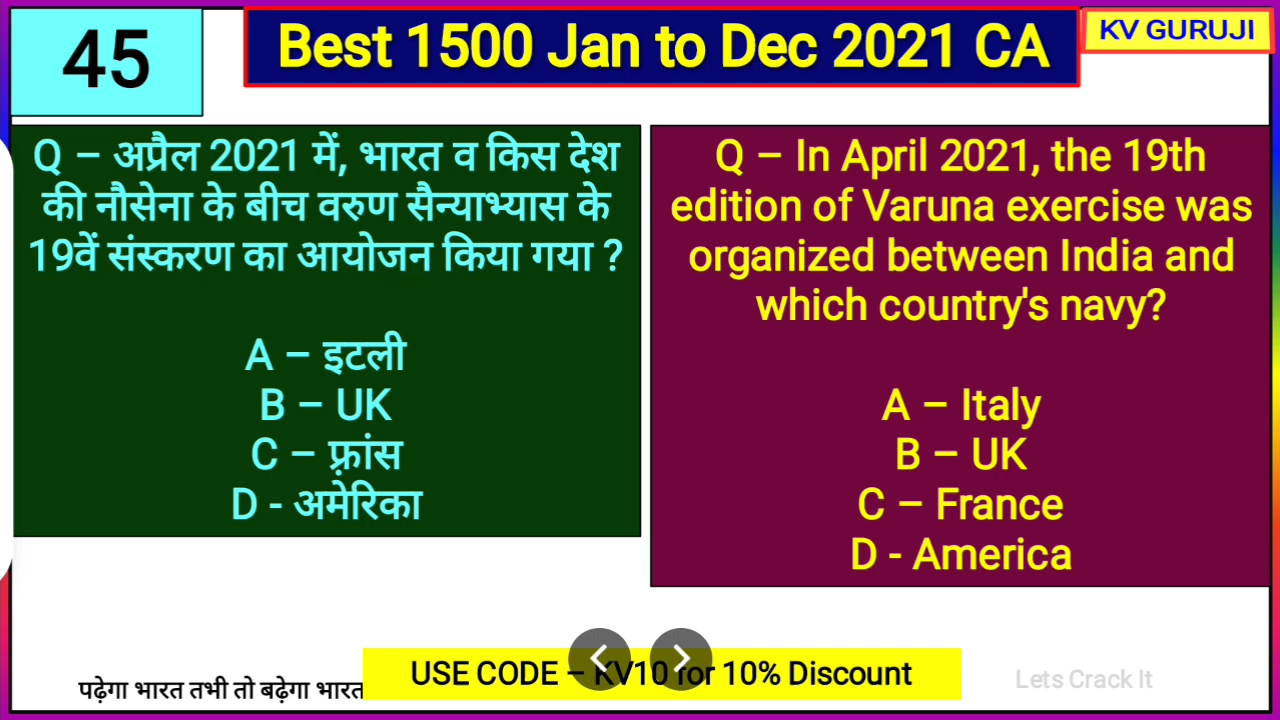 45
Best 1500 Jan to Dec 2021 CA
KV GURUJI
Q – अप्रैल 2021 में, भारत व किस देश
की नौसेना के बीच वरुण सैन्याभ्यास के
19वें संस्करण का आयोजन किया गया ?
A – इटली
B – UK
C – फ़्रांस
D - अमेरिका
Q – In April 2021, the 19th
edition of Varuna exercise was
organized between India and
which country's navy?
A – Italy
B – UK
C – France
D - America
पढ़ेगा भारत तभी तो बढ़ेगा भारत
USE CODE – KV10 for 10% Discount
Lets Crack It